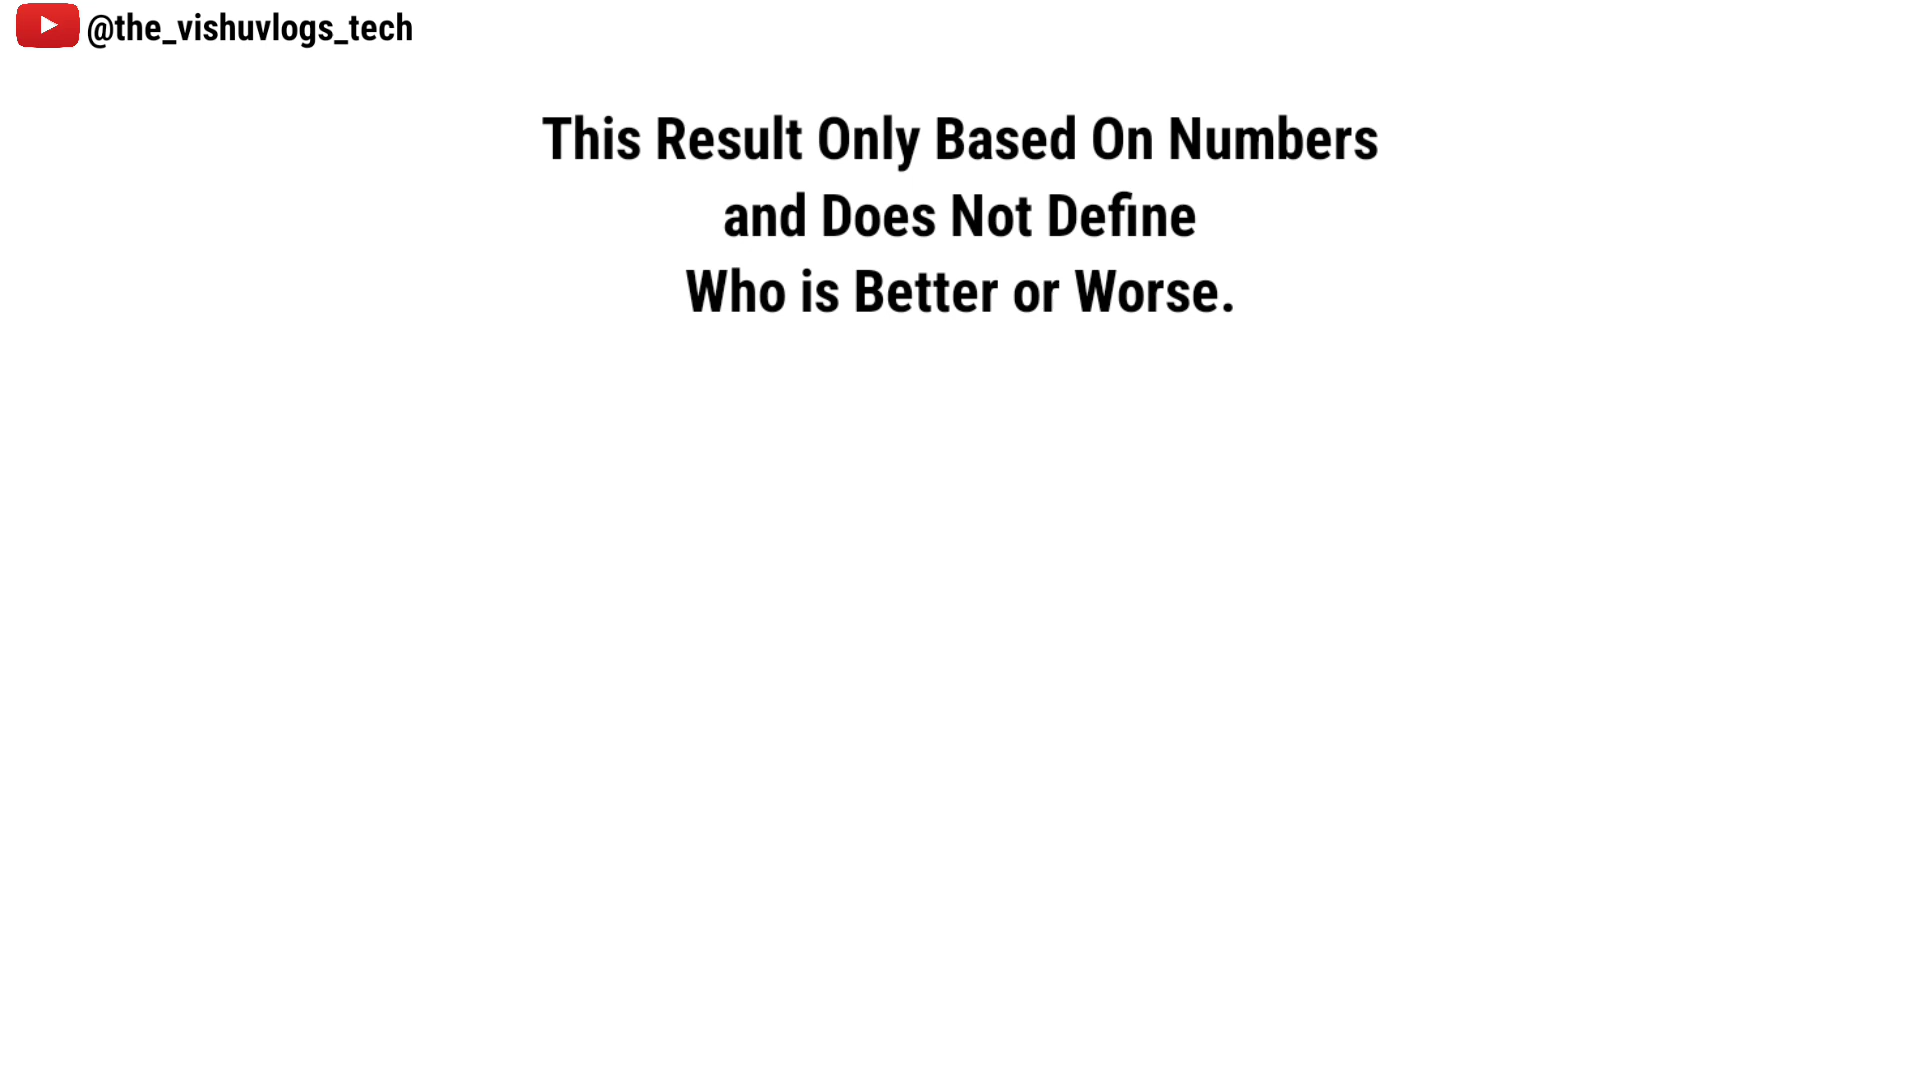 @the_vishuvlogs_tech
This Result Only Based On Numbers
and Does Not Define
Who is Better or Worse.